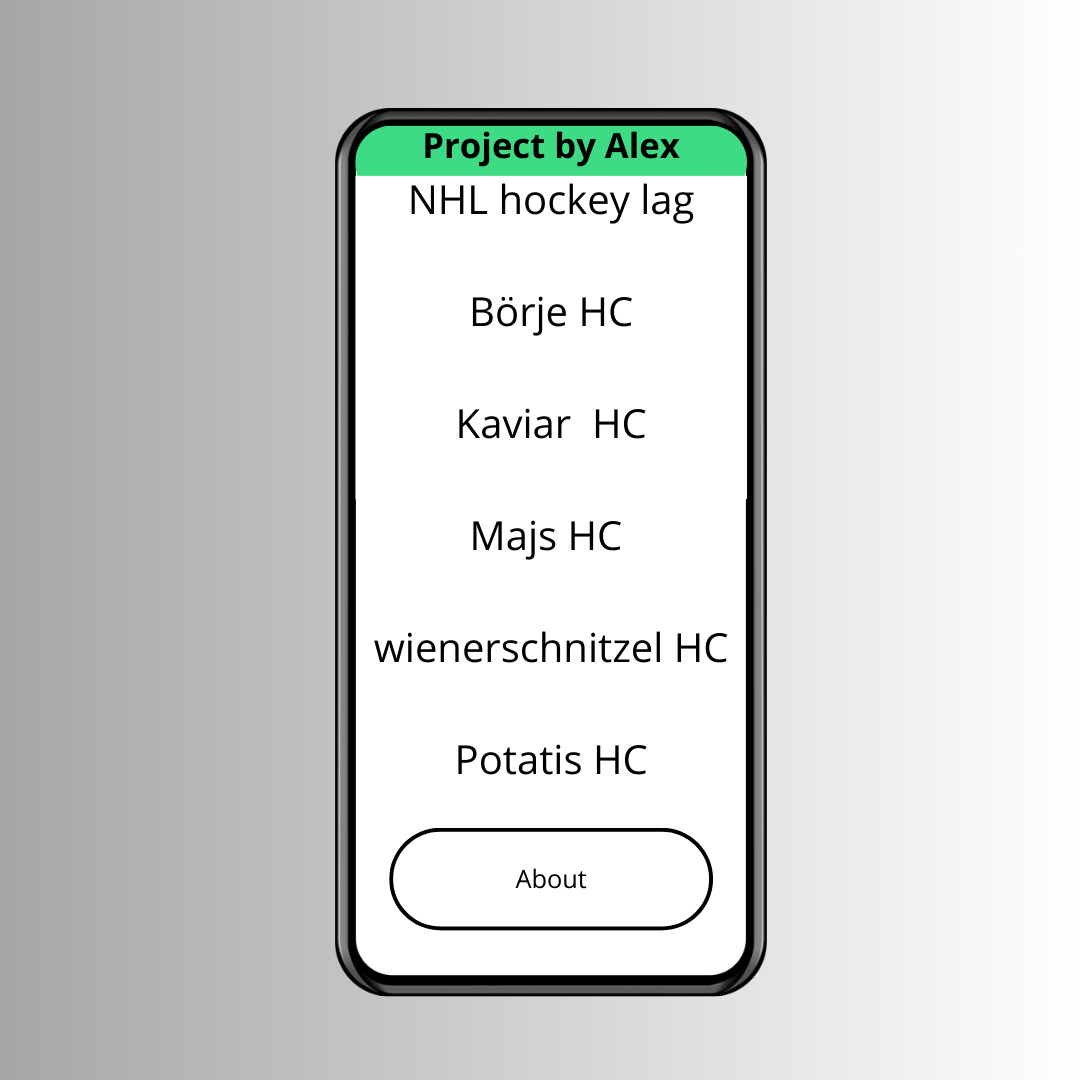 Project by Alex
NHL hockey lag
Börje HC
Kaviar  HC
Majs HC
wienerschnitzel HC
Potatis HC
About